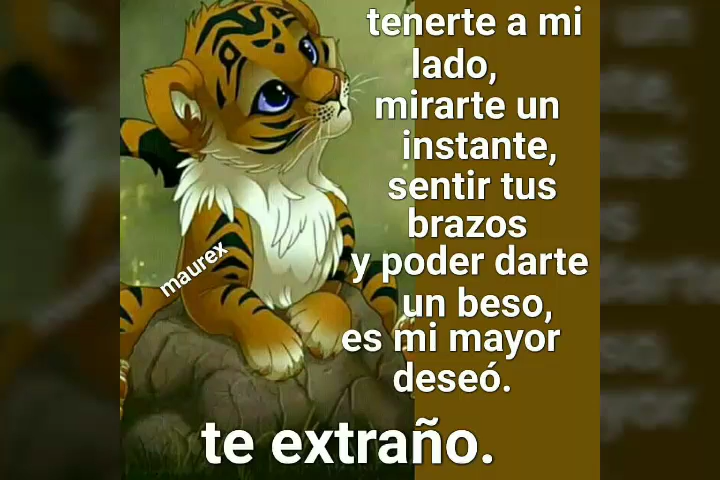 tenerte a mi
lado,
mirarte un
instante,
sentir tus
brazos
y poder darte
un beso,
es mi mayor
deseó.
te extraño.
maurex